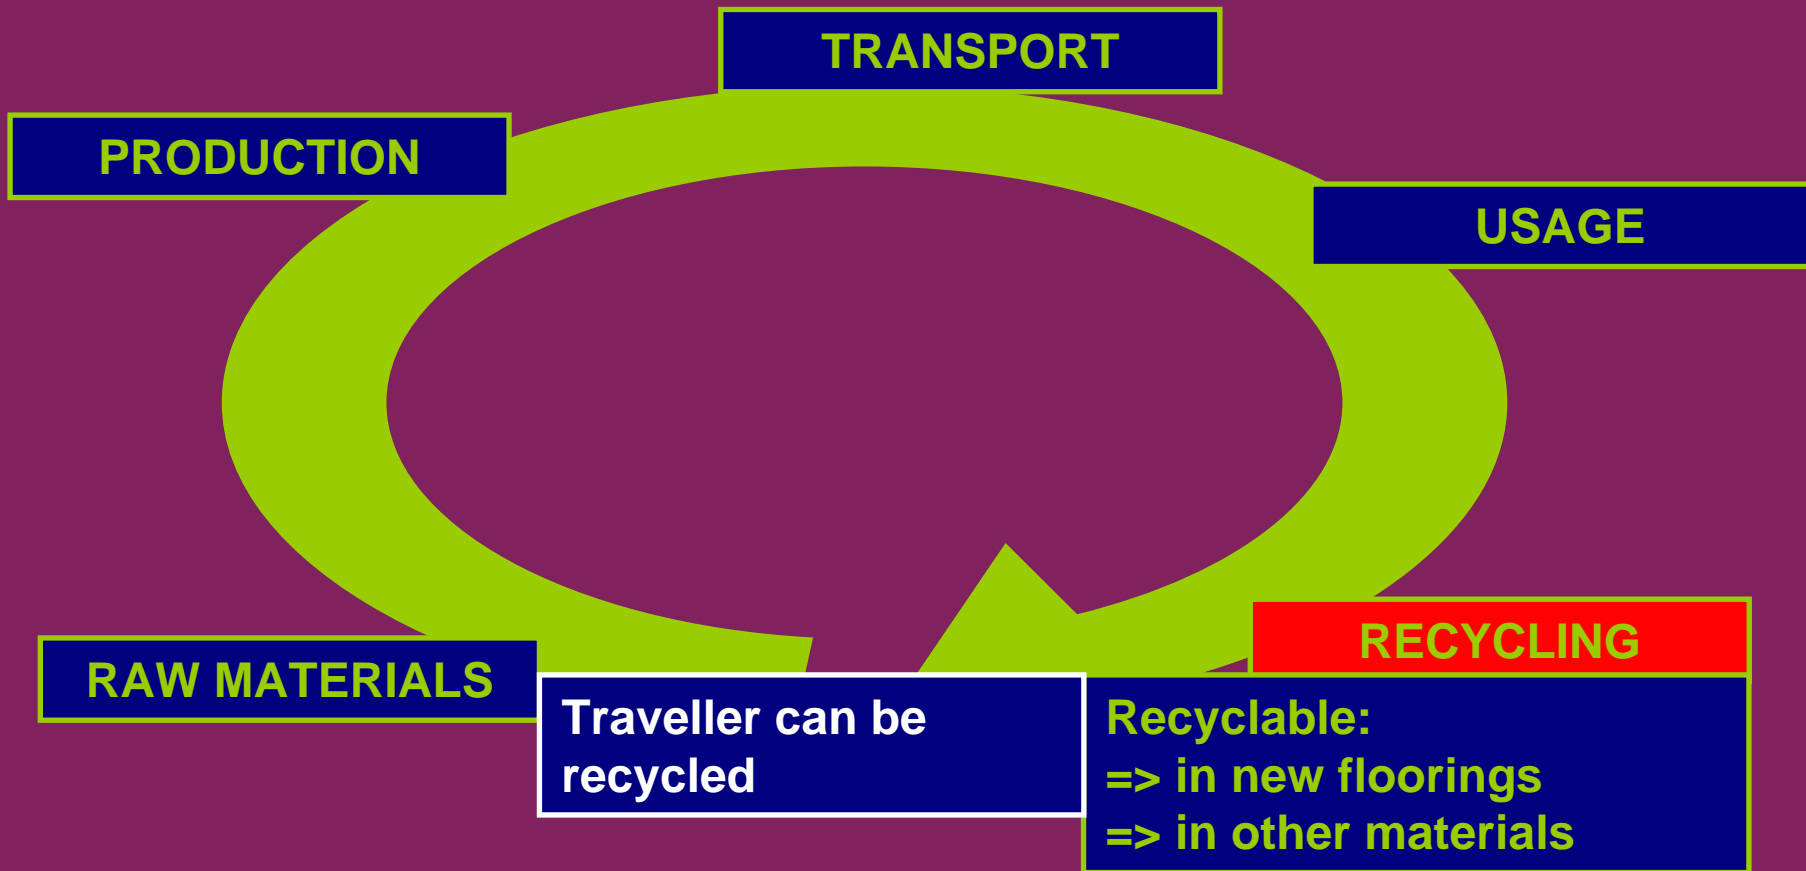 TRANSPORT
PRODUCTION
USAGE
RAW MATERIALS
RECYCLING
Traveller can be
recycled
Recyclable:
=> in new floorings
=> in other materials